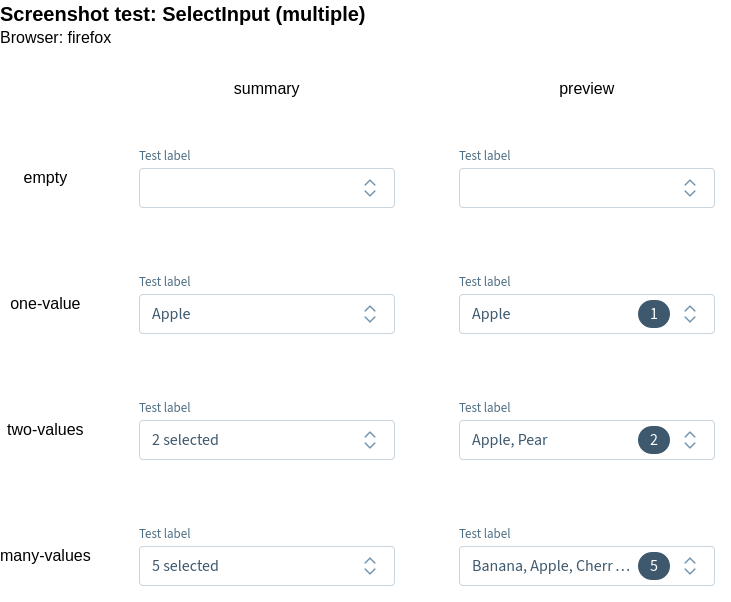 Screenshot test: SelectInput (multiple)
Browser: firefox
summary preview
Test label Test label
empty
Test label Test label
one-value Apple Apple 1
Test label Test label
two-values 2 selected Apple, Pear 2
Test label Test label
many-values 5 selected Banana, Apple, Cherr… 5